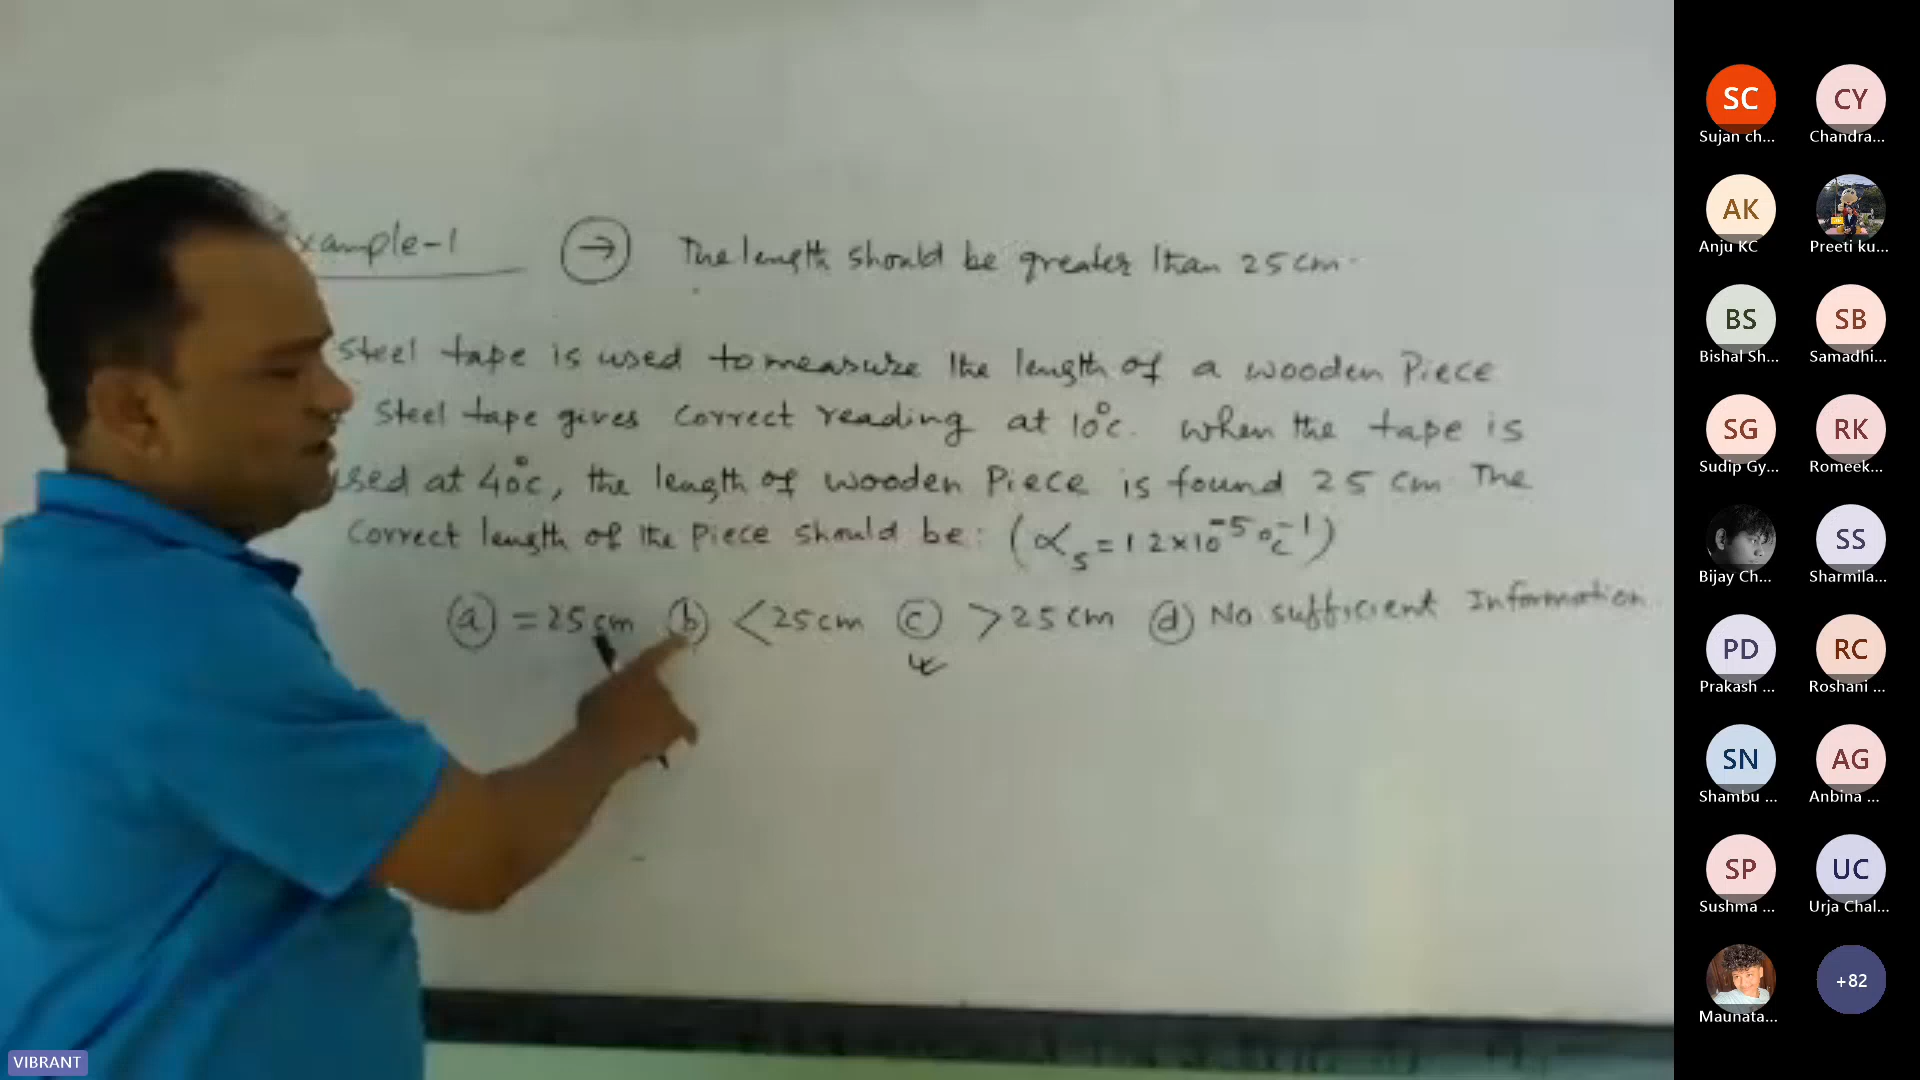 xample-1 → The length should be greater than 25 cm.
Steel tape is used to measure the length of a wooden Piece
Steel tape gives correct reading at 10°c. when the tape is
used at 40°c, the length of wooden Piece is found 25 cm The
correct length of the Piece should be: (∝s = 1.2×10⁻⁵ °c⁻¹)
(a) = 25 cm (b) < 25 cm (c) > 25 cm (d) No sufficient Information
SC CY
Sujan ch... Chandra...
AK
Anju KC Preeti ku...
BS SB
Bishal Sh... Samadhi...
SG RK
Sudip Gy... Romeek...
SS
Bijay Ch... Sharmila...
PD RC
Prakash ... Roshani ...
SN AG
Shambu ... Anbina ...
SP UC
Sushma ... Urja Chal...
+82
Maunata...
VIBRANT